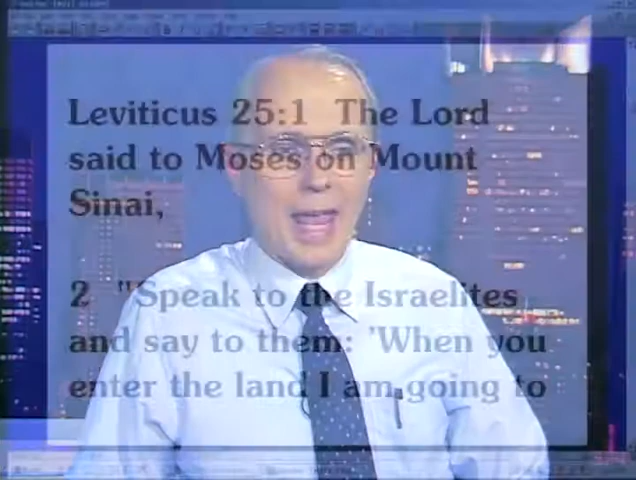 Leviticus 25:1 The Lord
said to Moses on Mount
Sinai,
2 "Speak to the Israelites
and say to them: 'When you
enter the land I am going to